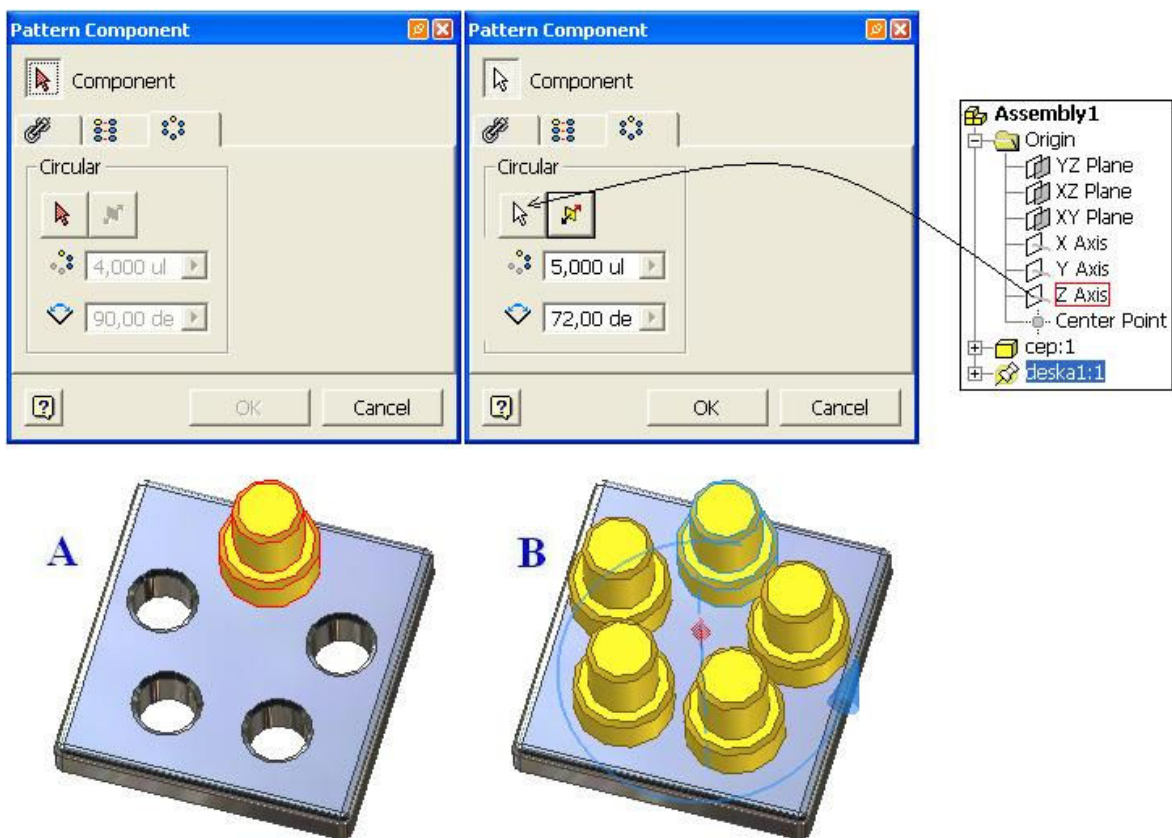 Pattern Component
Component
Circular
4,000 ul
90,00 de
OK
Cancel
Pattern Component
Component
Circular
5,000 ul
72,00 de
OK
Cancel
Assembly1
Origin
YZ Plane
XZ Plane
XY Plane
X Axis
Y Axis
Z Axis
Center Point
cep:1
deska1:1
A
B